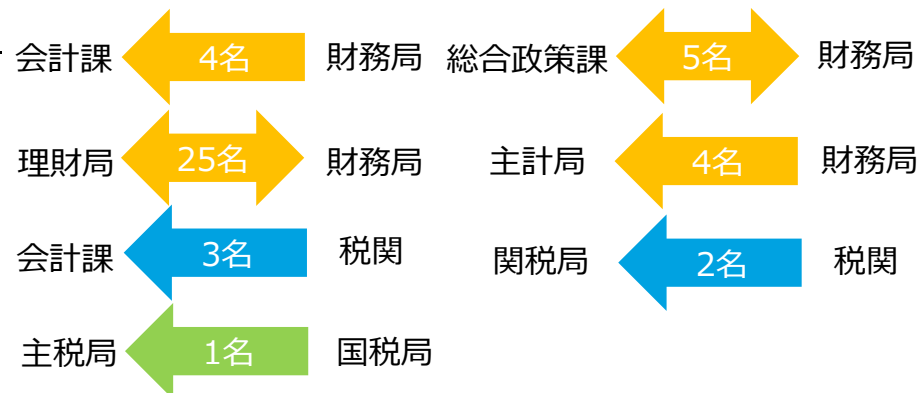 会計課 4名 財務局 総合政策課 5名 財務局
理財局 25名 財務局 主計局 4名 財務局
会計課 3名 税関 関税局 2名 税関
主税局 1名 国税局